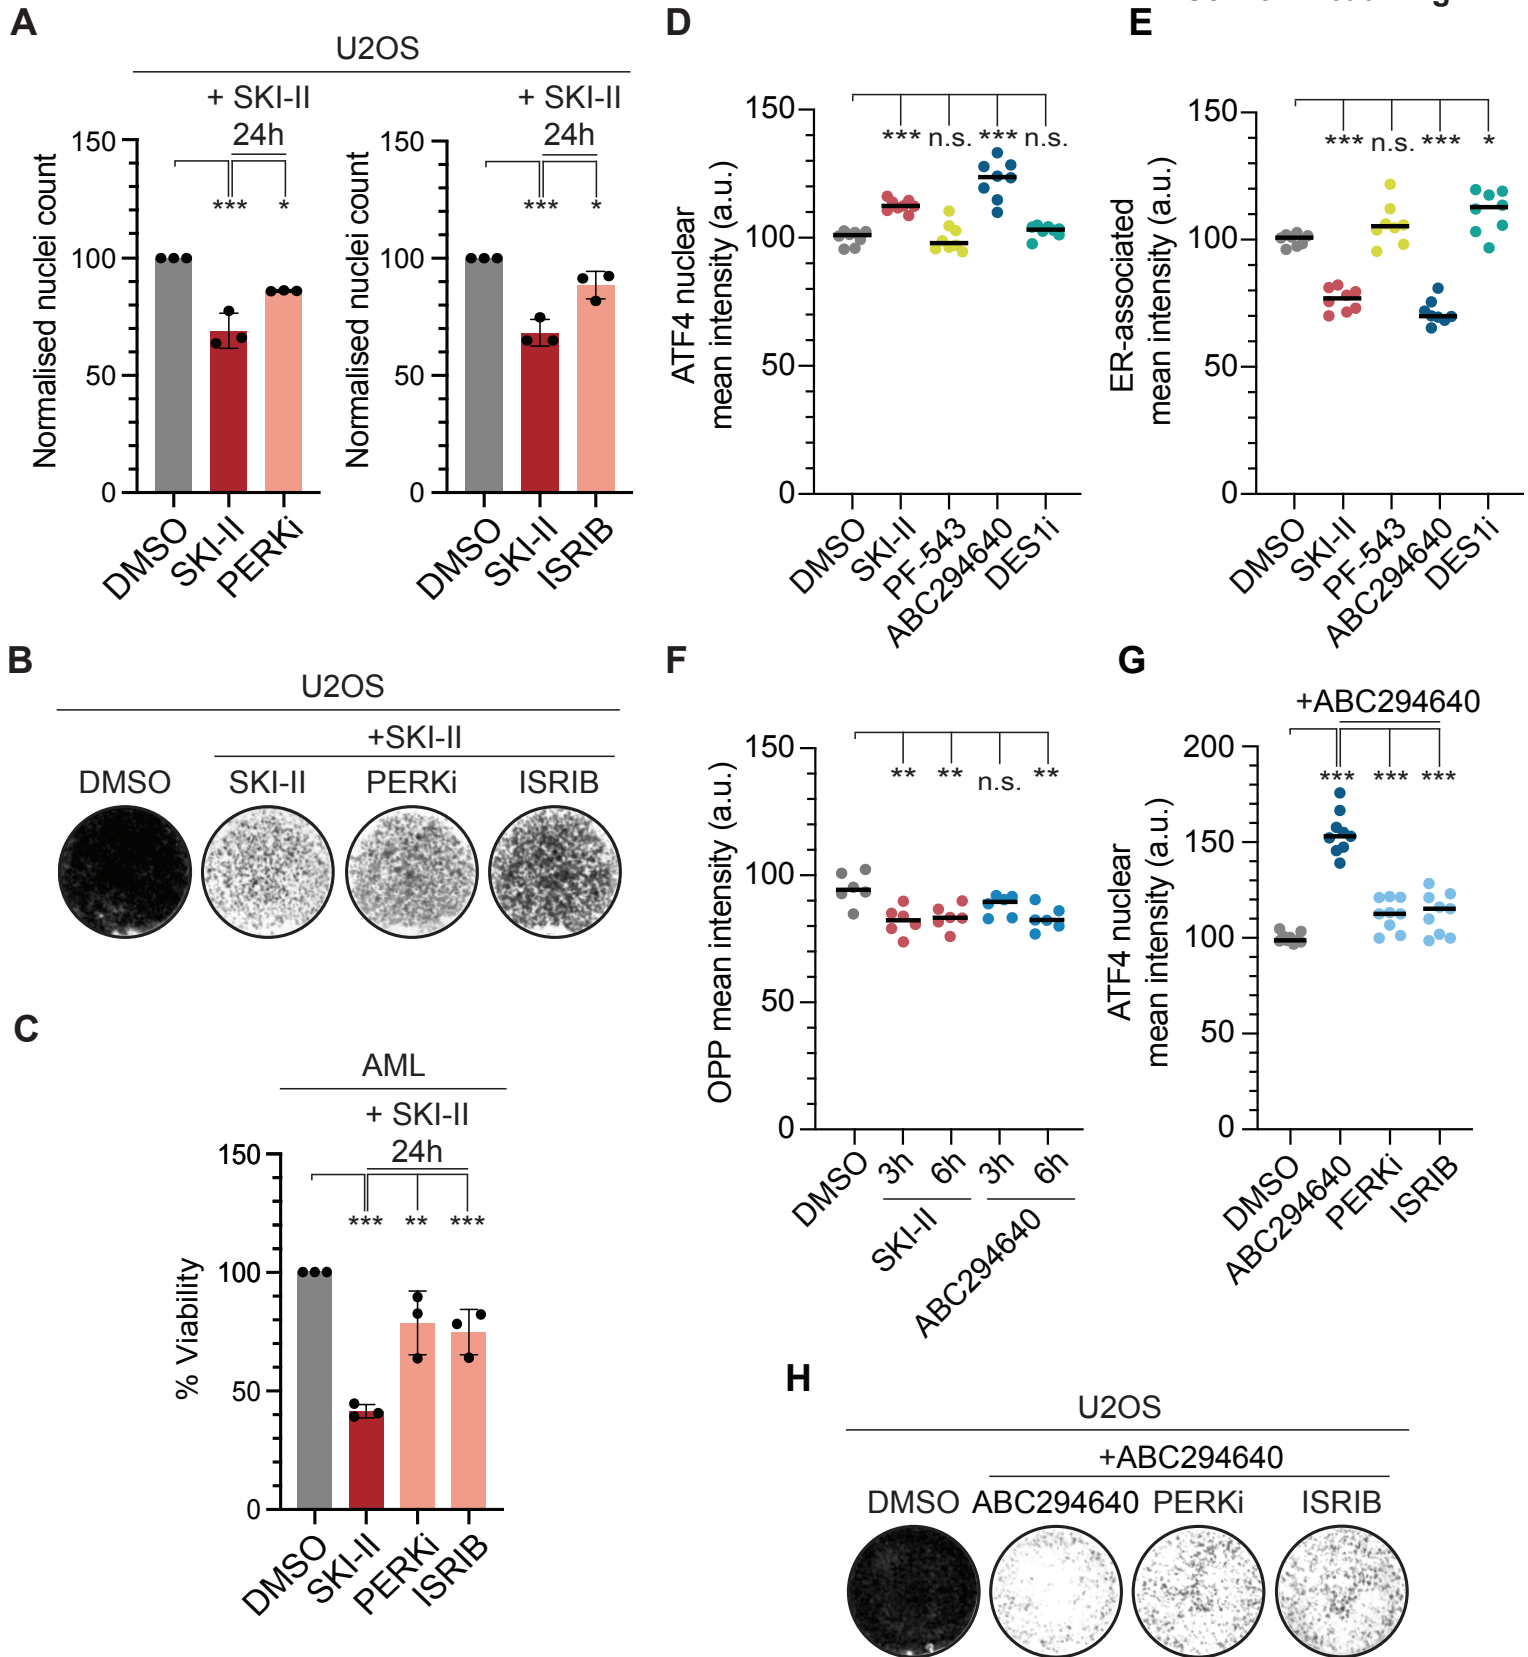 A
U2OS
+ SKI-II
24h
Normalised nuclei count
150
100
50
0
***
*
DMSO
SKI-II
PERKi
+ SKI-II
24h
Normalised nuclei count
150
100
50
0
***
*
DMSO
SKI-II
ISRIB
B
U2OS
+SKI-II
DMSO
SKI-II
PERKi
ISRIB
C
AML
+ SKI-II
24h
% Viability
150
100
50
0
***
**
***
DMSO
SKI-II
PERKi
ISRIB
D
ATF4 nuclear
mean intensity (a.u.)
150
100
50
0
***
n.s.
***
n.s.
DMSO
SKI-II
PF-543
ABC294640
DES1i
E
ER-associated
mean intensity (a.u.)
150
100
50
0
***
n.s.
***
*
DMSO
SKI-II
PF-543
ABC294640
DES1i
F
OPP mean intensity (a.u.)
150
100
50
0
**
**
n.s.
**
DMSO
3h
6h
3h
6h
SKI-II
ABC294640
G
+ABC294640
ATF4 nuclear
mean intensity (a.u.)
200
150
100
50
0
***
***
***
DMSO
ABC294640
PERKi
ISRIB
H
U2OS
+ABC294640
DMSO
ABC294640
PERKi
ISRIB